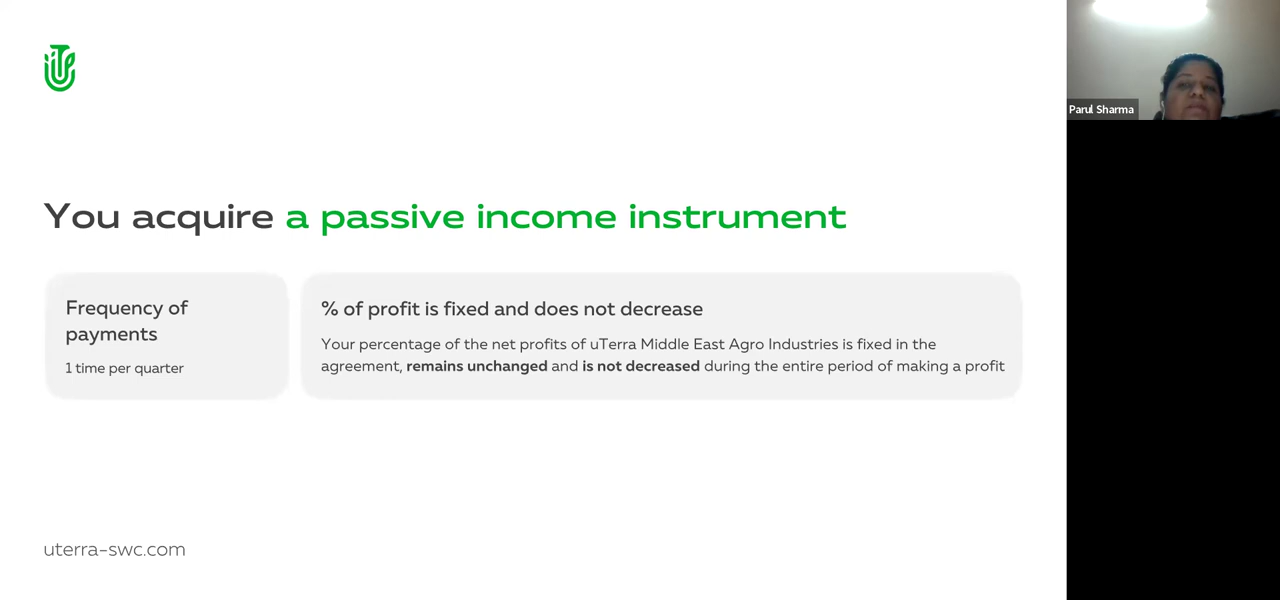 You acquire a passive income instrument
Frequency of
payments
1 time per quarter
% of profit is fixed and does not decrease
Your percentage of the net profits of uTerra Middle East Agro Industries is fixed in the
agreement, remains unchanged and is not decreased during the entire period of making a profit
uterra-swc.com
Parul Sharma